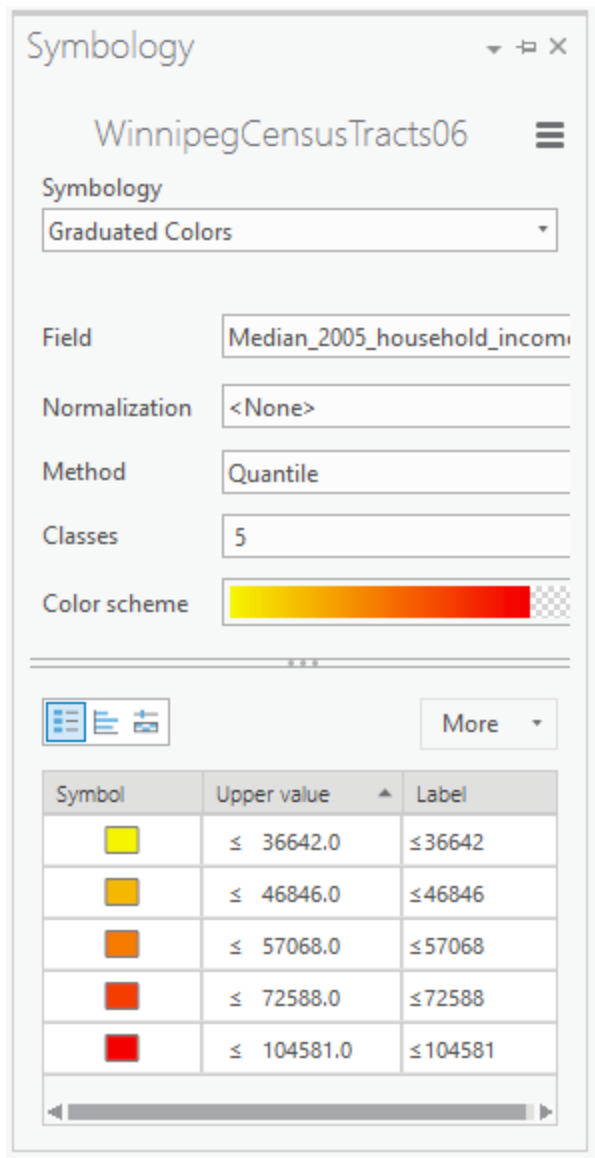 Symbology
WinnipegCensusTracts06
Symbology
Graduated Colors
Field Median_2005_household_incom
Normalization <None>
Method Quantile
Classes 5
Color scheme
More
Symbol Upper value Label
≤ 36642.0 ≤36642
≤ 46846.0 ≤46846
≤ 57068.0 ≤57068
≤ 72588.0 ≤72588
≤ 104581.0 ≤104581